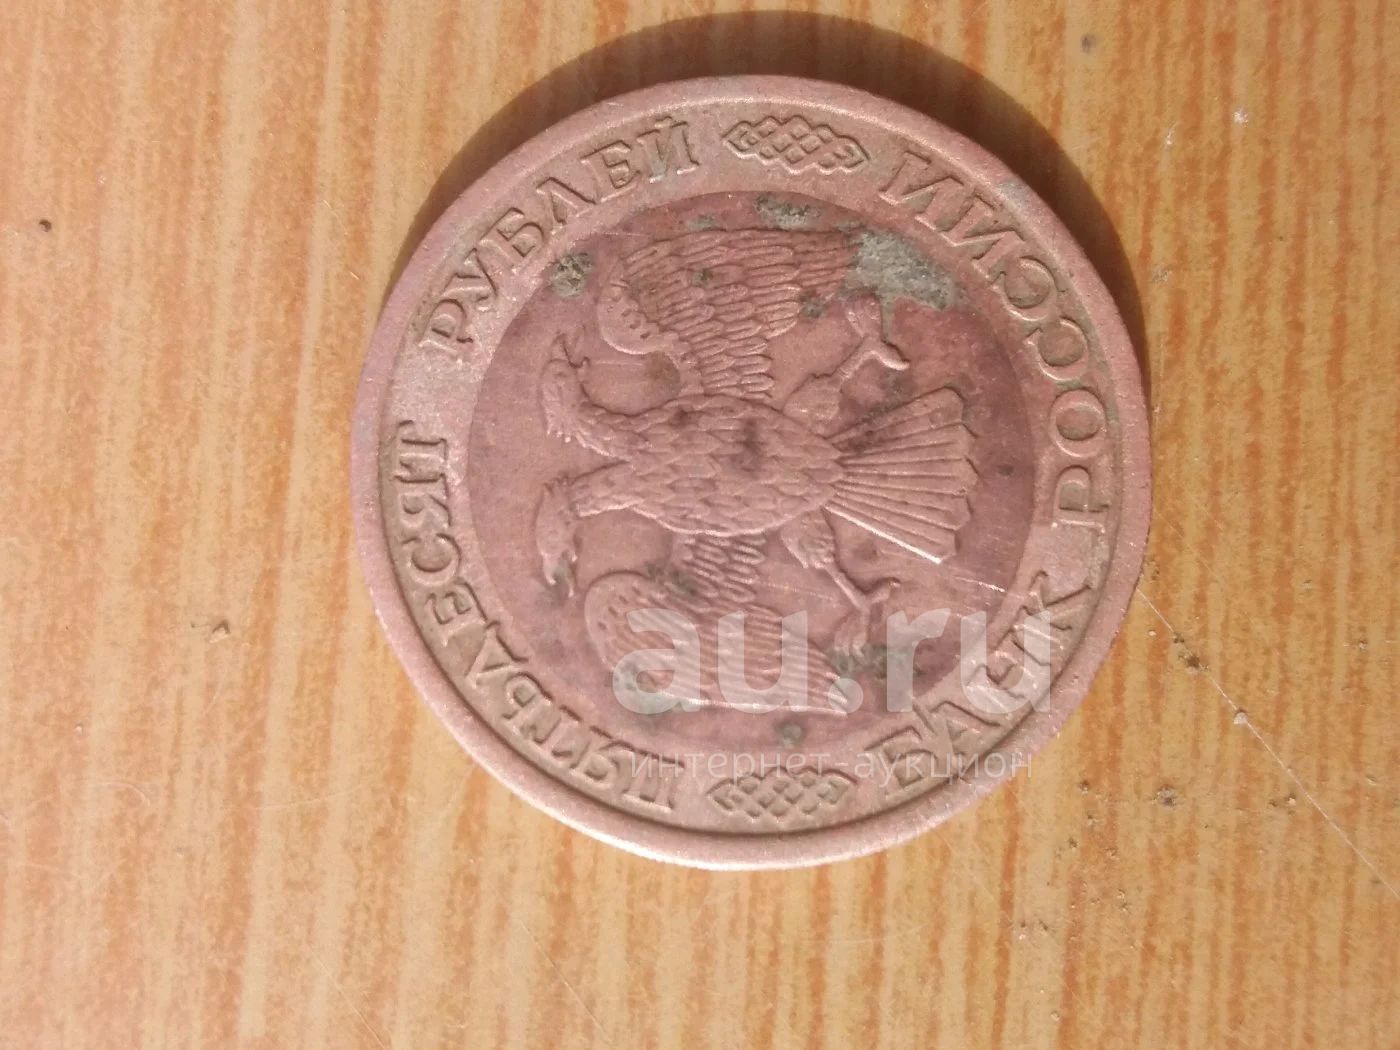 ПЯТЬДЕСЯТ РУБЛЕЙ
БАНК РОССИИ
au.ru
интернет-аукцион